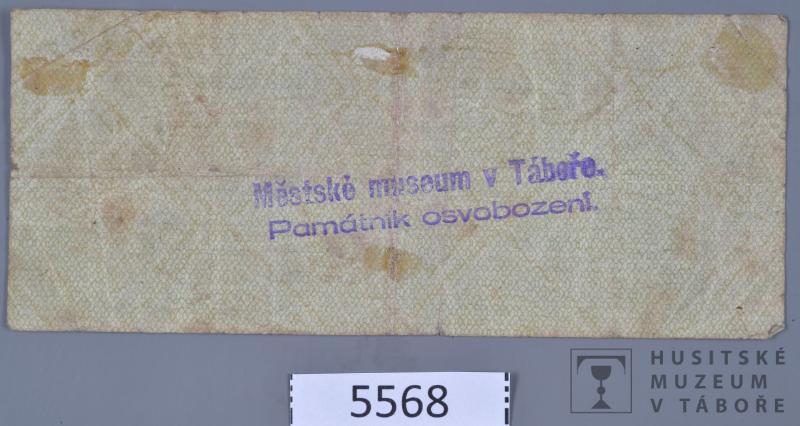 Městské museum v Táboře.
Památník osvobození.
5568
HUSITSKÉ
MUZEUM
V TÁBOŘE